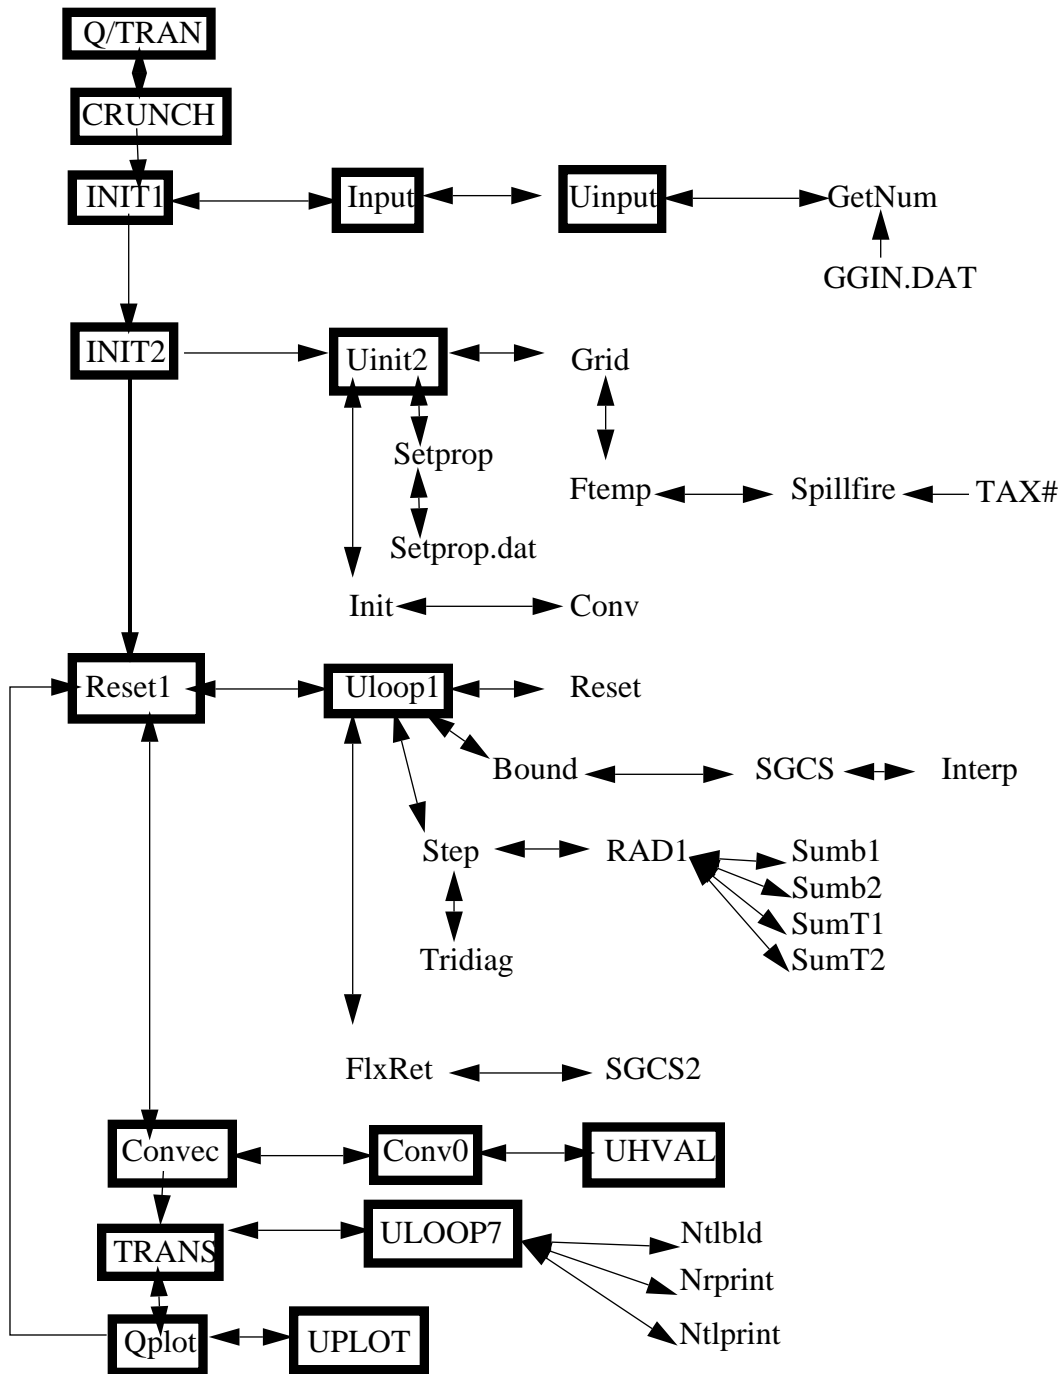 Q/TRAN
CRUNCH
INIT1
Input
Uinput
GetNum
GGIN.DAT
INIT2
Uinit2
Grid
Setprop
Ftemp
Spillfire
TAX#
Setprop.dat
Init
Conv
Reset1
Uloop1
Reset
Bound
SGCS
Interp
Step
RAD1
Sumb1
Sumb2
SumT1
SumT2
Tridiag
FlxRet
SGCS2
Convec
Conv0
UHVAL
TRANS
ULOOP7
Ntlbld
Nrprint
Ntlprint
Qplot
UPLOT